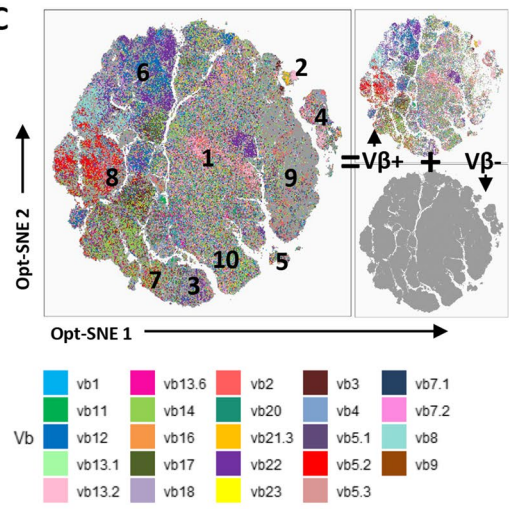 C
6
2
4
1
8
9
10
5
7
3
=Vβ+ + Vβ-
Opt-SNE 2
Opt-SNE 1
Vb
vb1
vb11
vb12
vb13.1
vb13.2
vb13.6
vb14
vb16
vb17
vb18
vb2
vb20
vb21.3
vb22
vb23
vb3
vb4
vb5.1
vb5.2
vb5.3
vb7.1
vb7.2
vb8
vb9